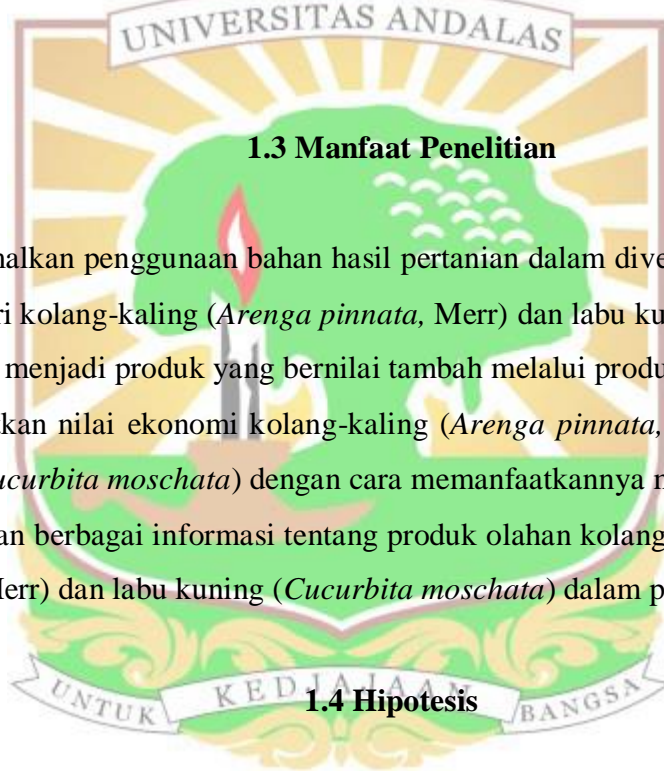 UNIVERSITAS ANDALAS
1.3 Manfaat Penelitian
nalkan penggunaan bahan hasil pertanian dalam dive
ri kolang-kaling (Arenga pinnata, Merr) dan labu ku
menjadi produk yang bernilai tambah melalui produ
kan nilai ekonomi kolang-kaling (Arenga pinnata,
ucurbita moschata) dengan cara memanfaatkannya m
an berbagai informasi tentang produk olahan kolang
Merr) dan labu kuning (Cucurbita moschata) dalam p
1.4 Hipotesis
UNTUK KEDJAJAAN BANGSA